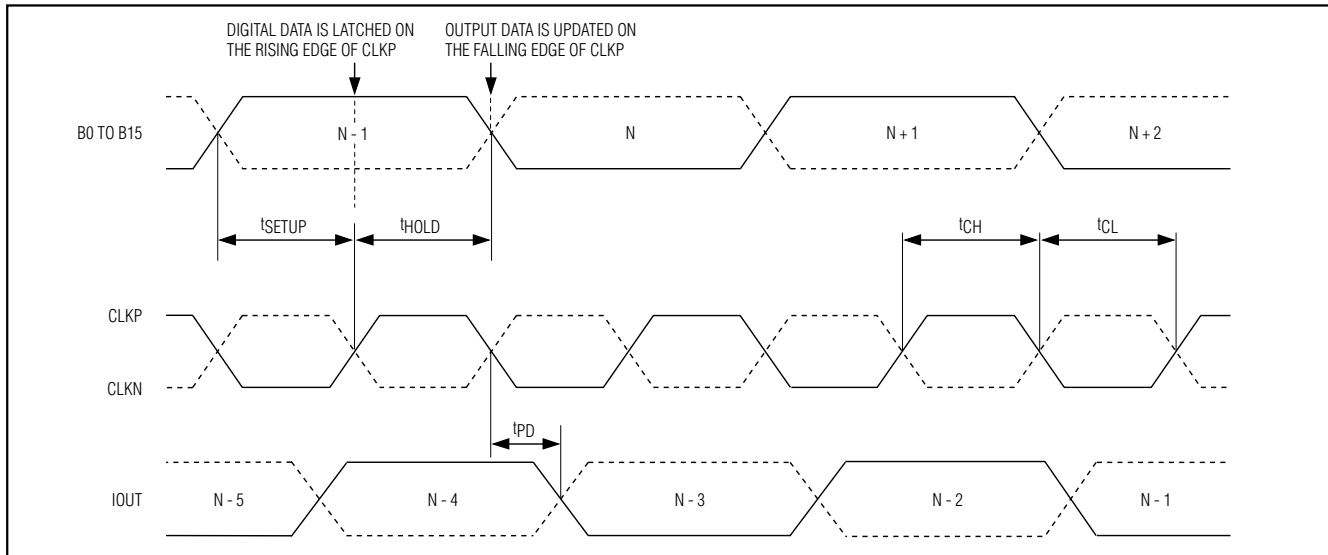 DIGITAL DATA IS LATCHED ON
THE RISING EDGE OF CLKP
OUTPUT DATA IS UPDATED ON
THE FALLING EDGE OF CLKP
B0 TO B15
N - 1
N
N + 1
N + 2
tSETUP
tHOLD
tCH
tCL
CLKP
CLKN
tPD
IOUT
N - 5
N - 4
N - 3
N - 2
N - 1